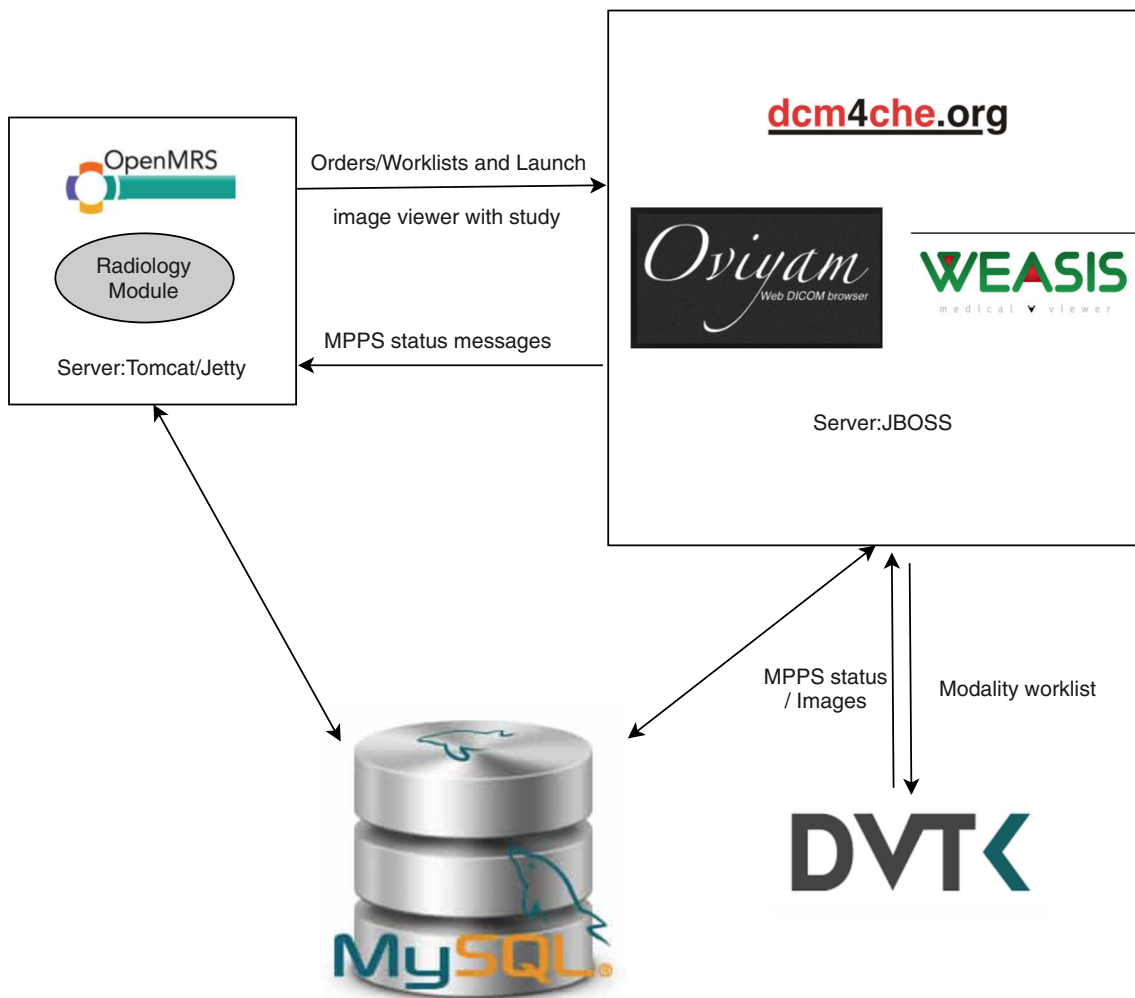 dcm4che.org
OpenMRS
Radiology
Module
Server:Tomcat/Jetty
Orders/Worklists and Launch
image viewer with study
MPPS status messages
Oviyam
Web DICOM browser
WEASIS
medical viewer
Server:JBOSS
MPPS status
/ Images
Modality worklist
MySQL®
DVTK